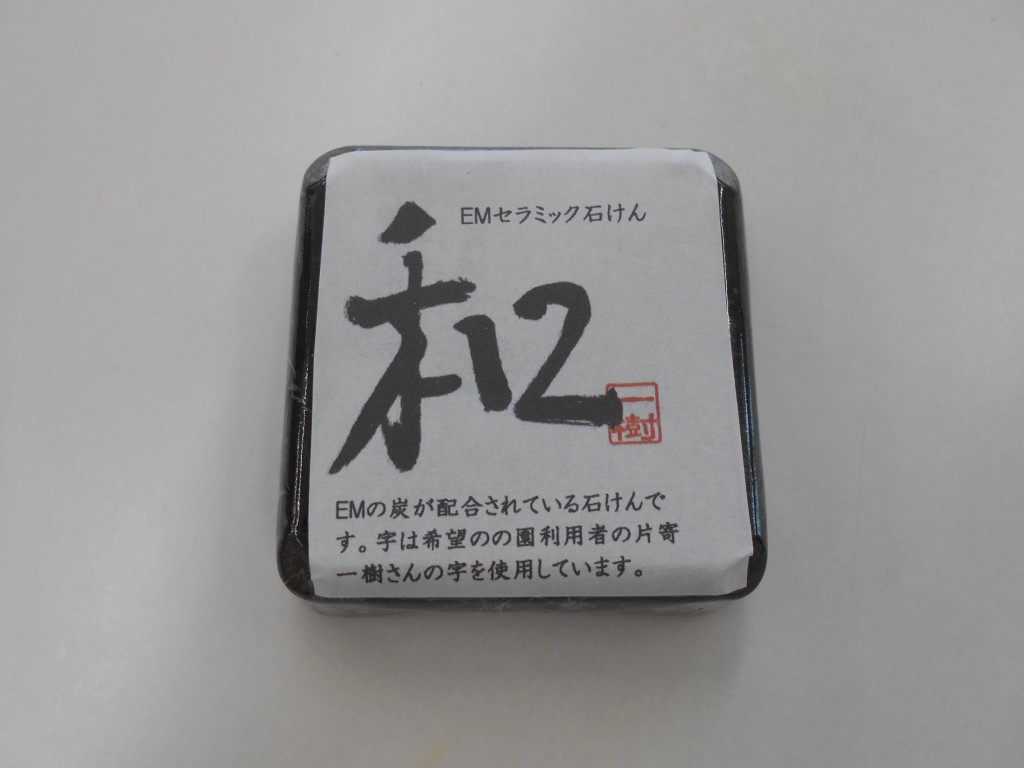 EMセラミック石けん
和
一
樹
EMの炭が配合されている石けんで
す。字は希望のの園利用者の片寄
一樹さんの字を使用しています。